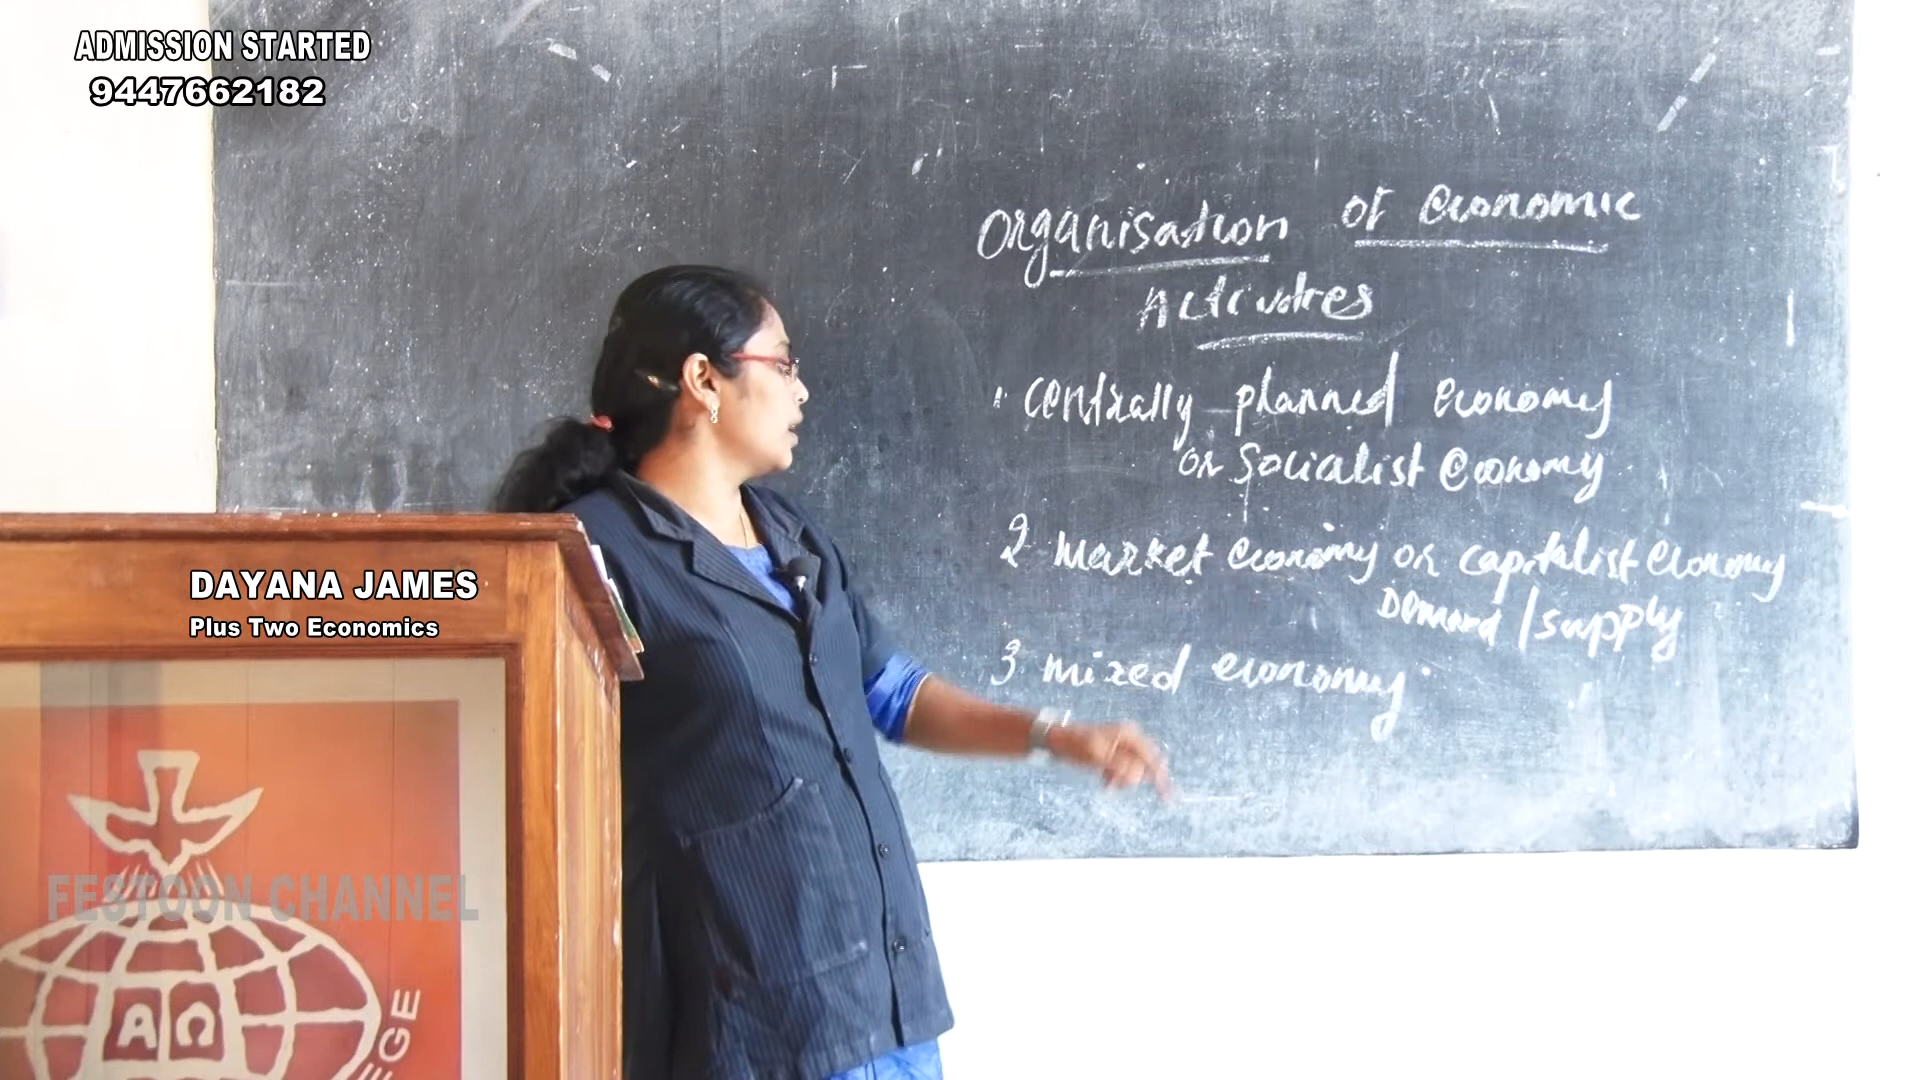 ADMISSION STARTED
9447662182
Organisation of economic
Activities
1. Centrally planned economy
or Socialist Economy
2 Market economy or capitalist economy
Demand / supply
3. mixed economy.
DAYANA JAMES
Plus Two Economics
FESTOON CHANNEL
Α Ω
EGE